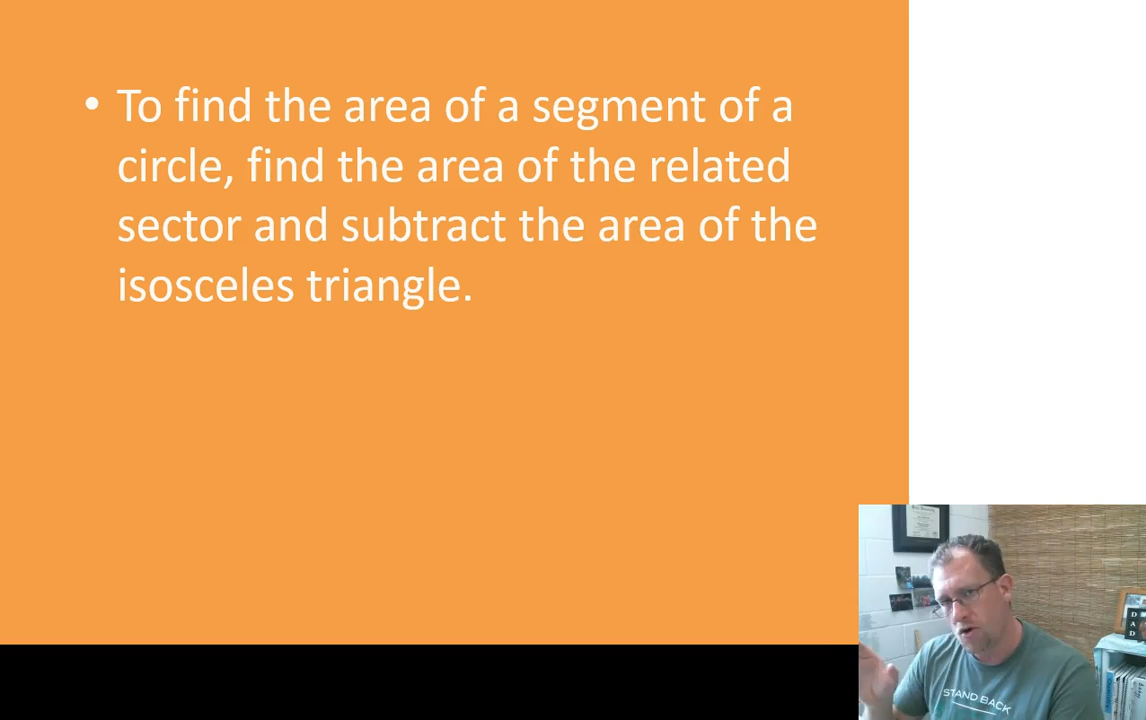 • To find the area of a segment of a
circle, find the area of the related
sector and subtract the area of the
isosceles triangle.
DAD
STAND BACK